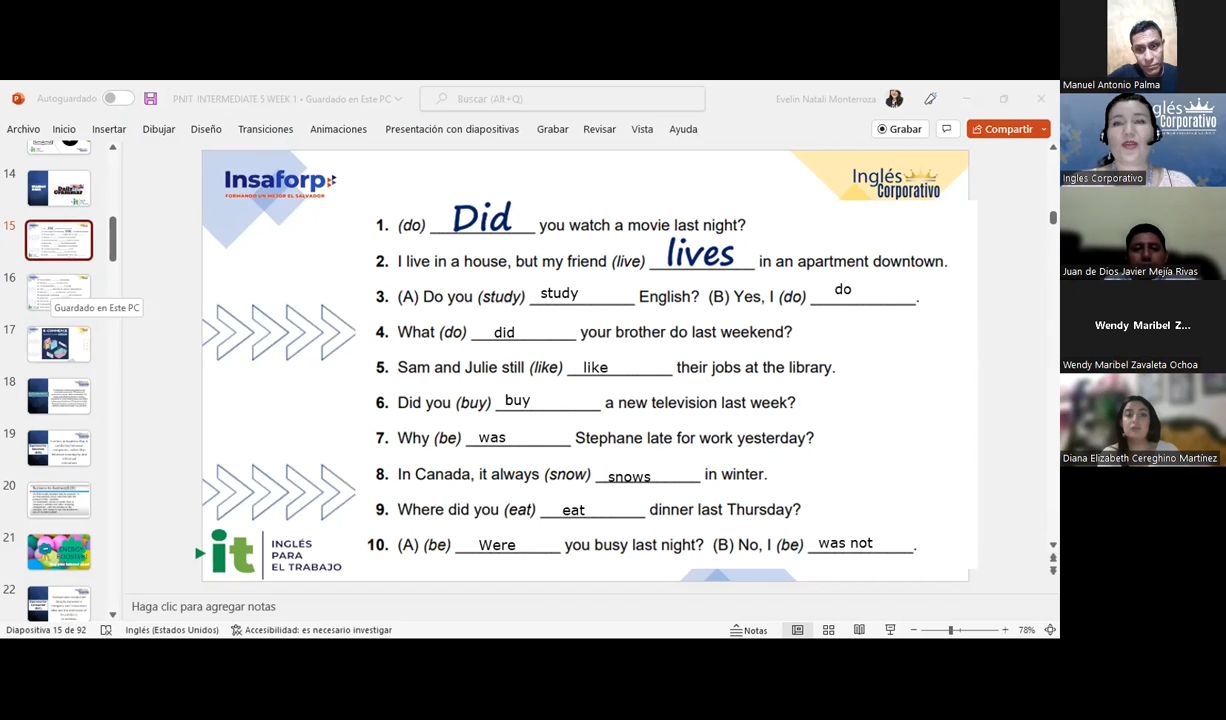 Autoguardado
PNIT INTERMEDIATE 5 WEEK 1 • Guardado en Este PC
Buscar (Alt+Q)
Evelin Natali Monterroza
Archivo Inicio Insertar Dibujar Diseño Transiciones Animaciones Presentación con diapositivas Grabar Revisar Vista Ayuda
Grabar
Compartir
14
15
16
Guardado en Este PC
17
18
19
20
21
22
Insaforp
FORMANDO UN MEJOR EL SALVADOR
Inglés
Corporativo
1. (do) Did you watch a movie last night?
2. I live in a house, but my friend (live) lives in an apartment downtown.
3. (A) Do you (study) study English? (B) Yes, I (do) do.
4. What (do) did your brother do last weekend?
5. Sam and Julie still (like) like their jobs at the library.
6. Did you (buy) buy a new television last week?
7. Why (be) was Stephane late for work yesterday?
8. In Canada, it always (snow) snows in winter.
9. Where did you (eat) eat dinner last Thursday?
10. (A) (be) Were you busy last night? (B) No, I (be) was not.
it
INGLÉS
PARA
EL TRABAJO
Haga clic para agregar notas
Diapositiva 15 de 92
Inglés (Estados Unidos)
Accesibilidad: es necesario investigar
Notas
78%
Manuel Antonio Palma
Inglés
Corporativo
Ingles Corporativo
Juan de Dios Javier Mejía Rivas
Wendy Maribel Z...
Wendy Maribel Zavaleta Ochoa
Diana Elizabeth Cereghino Martínez